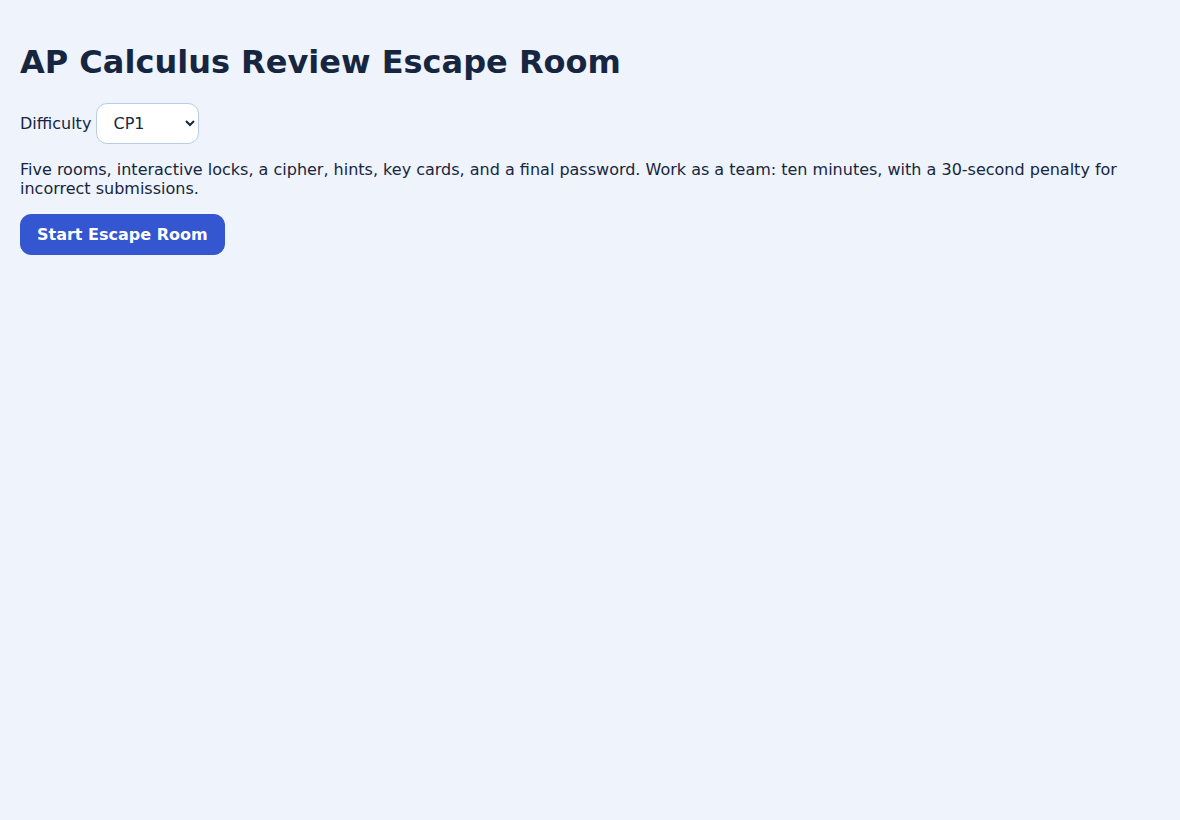 AP Calculus Review Escape Room
Difficulty CP1
Five rooms, interactive locks, a cipher, hints, key cards, and a final password. Work as a team: ten minutes, with a 30-second penalty for
incorrect submissions.
Start Escape Room